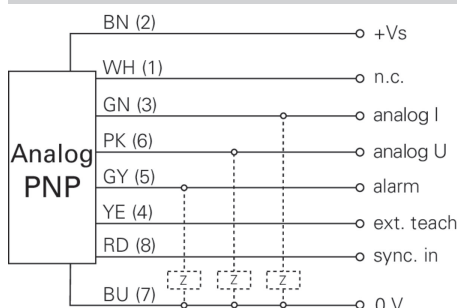 BN (2) +Vs
WH (1) n.c.
GN (3) analog I
PK (6) analog U
Analog PNP
GY (5) alarm
YE (4) ext. teach
RD (8) sync. in
Z Z Z
BU (7) 0 V